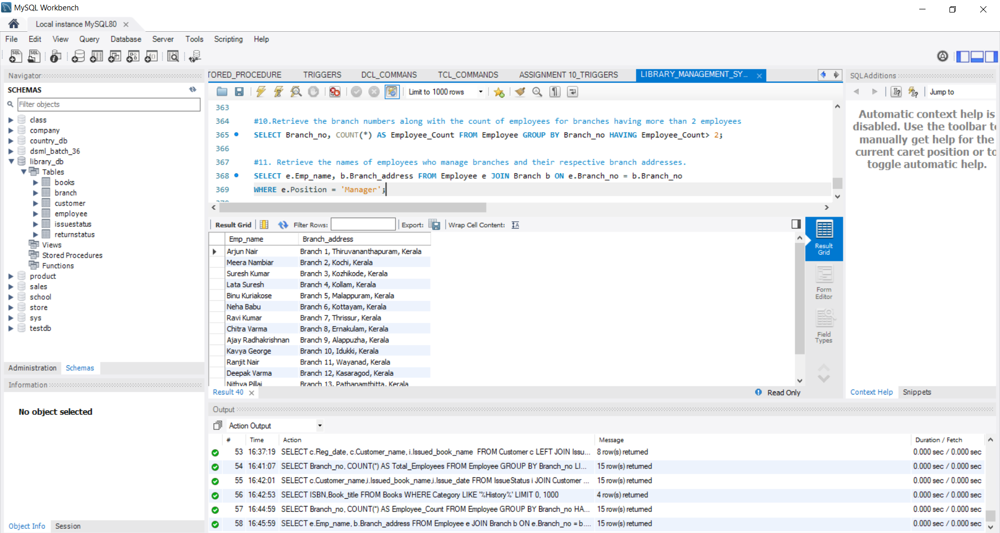 MySQL Workbench
Local instance MySQL80
File Edit View Query Database Server Tools Scripting Help
Navigator
SCHEMAS
Filter objects
class
company
country_db
dsml_batch_36
library_db
Tables
books
branch
customer
employee
issuestatus
returnstatus
Views
Stored Procedures
Functions
product
sales
school
store
sys
testdb
Administration Schemas
Information
No object selected
Object Info Session
TORED_PROCEDURE TRIGGERS DCL_COMMANS TCL_COMMANDS ASSIGNMENT 10_TRIGGERS LIBRARY_MANAGEMENT_SY...
Limit to 1000 rows
363
364 #10.Retrieve the branch numbers along with the count of employees for branches having more than 2 employees
365 SELECT Branch_no, COUNT(*) AS Employee_Count FROM Employee GROUP BY Branch_no HAVING Employee_Count> 2;
366
367 #11. Retrieve the names of employees who manage branches and their respective branch addresses.
368 SELECT e.Emp_name, b.Branch_address FROM Employee e JOIN Branch b ON e.Branch_no = b.Branch_no
369 WHERE e.Position = 'Manager';
Result Grid Filter Rows: Export: Wrap Cell Content:
Emp_name Branch_address
Arjun Nair Branch 1, Thiruvananthapuram, Kerala
Meera Nambiar Branch 2, Kochi, Kerala
Suresh Kumar Branch 3, Kozhikode, Kerala
Lata Suresh Branch 4, Kollam, Kerala
Binu Kuriakose Branch 5, Malappuram, Kerala
Neha Babu Branch 6, Kottayam, Kerala
Ravi Kumar Branch 7, Thrissur, Kerala
Chitra Varma Branch 8, Ernakulam, Kerala
Ajay Radhakrishnan Branch 9, Alappuzha, Kerala
Kavya George Branch 10, Idukki, Kerala
Ranjit Nair Branch 11, Wayanad, Kerala
Deepak Varma Branch 12, Kasaragod, Kerala
Nithya Pillai Branch 13, Pathanamthitta, Kerala
Result Grid
Form Editor
Field Types
Result 40
Read Only
SQLAdditions
Jump to
Automatic context help is
disabled. Use the toolbar to
manually get help for the
current caret position or to
toggle automatic help.
Context Help Snippets
Output
Action Output
# Time Action Message Duration / Fetch
53 16:37:19 SELECT c.Reg_date, c.Customer_name, i.Issued_book_name FROM Customer c LEFT JOIN Issu... 8 row(s) returned 0.000 sec / 0.000 sec
54 16:41:07 SELECT Branch_no, COUNT(*) AS Total_Employees FROM Employee GROUP BY Branch_no LI... 15 row(s) returned 0.000 sec / 0.000 sec
55 16:42:01 SELECT c.Customer_name,i.Issued_book_name,i.Issue_date FROM IssueStatus i JOIN Customer ... 15 row(s) returned 0.000 sec / 0.000 sec
56 16:42:53 SELECT ISBN,Book_title FROM Books WHERE Category LIKE '%History%' LIMIT 0, 1000 4 row(s) returned 0.000 sec / 0.000 sec
57 16:44:59 SELECT Branch_no, COUNT(*) AS Employee_Count FROM Employee GROUP BY Branch_no HA... 15 row(s) returned 0.000 sec / 0.000 sec
58 16:45:59 SELECT e.Emp_name, b.Branch_address FROM Employee e JOIN Branch b ON e.Branch_no = b.... 15 row(s) returned 0.000 sec / 0.000 sec